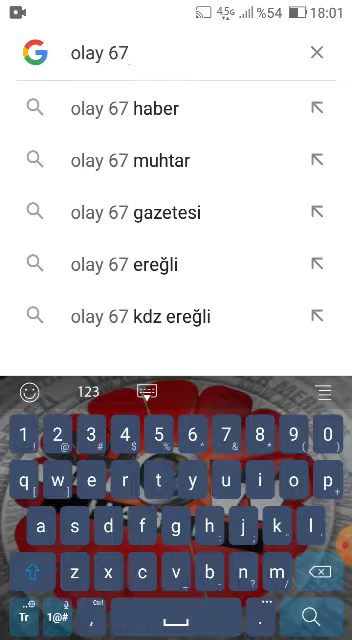 4.5G %54 18:01
olay 67
olay 67 haber
olay 67 muhtar
olay 67 gazetesi
olay 67 ereğli
olay 67 kdz ereğli
123
1 ! 2 @ 3 # 4 $ 5 % 6 ^ 7 & 8 * 9 ( 0 )
q [ w ] e r t y u i o p +
a s d f g h : j ; k l
z x c v _ b - n ? m /
Tr 1@# Ctrl , . ...